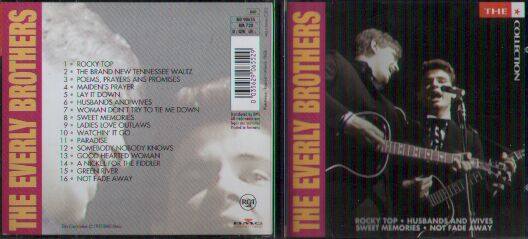 THE EVERLY BROTHERS
1 • ROCKY TOP
2 • THE BRAND NEW TENNESSEE WALTZ
3 • POEMS, PRAYERS AND PROMISES
4 • MAIDEN'S PRAYER
5 • LAY IT DOWN
6 • HUSBANDS AND WIVES
7 • WOMAN DON'T TRY TO TIE ME DOWN
8 • SWEET MEMORIES
9 • LADIES LOVE OUTLAWS
10 • WATCHIN' IT GO
11 • PARADISE
12 • SOMEBODY NOBODY KNOWS
13 • GOOD HEARTED WOMAN
14 • A NICKEL FOR THE FIDDLER
15 • GREEN RIVER
16 • NOT FADE AWAY
BMG
THE EVERLY BROTHERS
THE
COLLECTION
ROCKY TOP • HUSBANDS AND WIVES
SWEET MEMORIES • NOT FADE AWAY